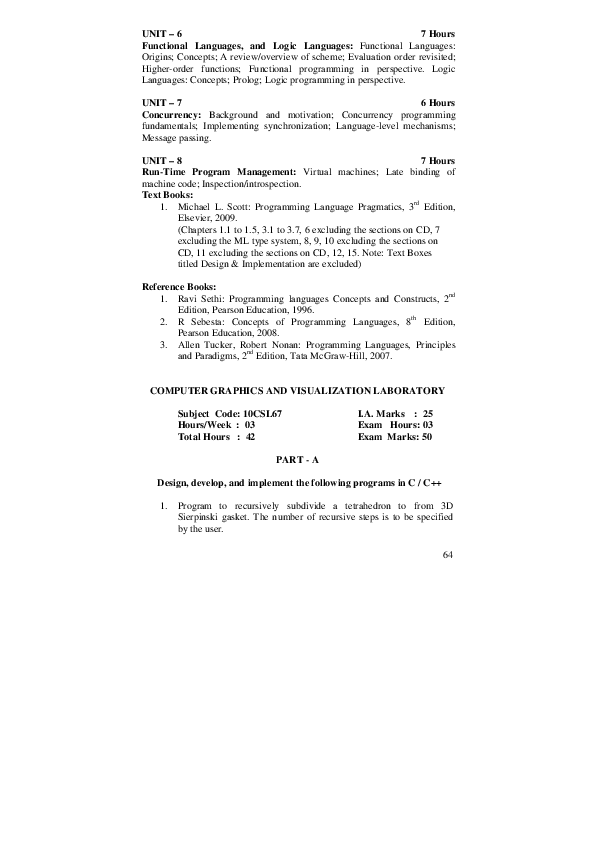 UNIT – 6 7 Hours
Functional Languages, and Logic Languages: Functional Languages:
Origins; Concepts; A review/overview of scheme; Evaluation order revisited;
Higher-order functions; Functional programming in perspective. Logic
Languages: Concepts; Prolog; Logic programming in perspective.
UNIT – 7 6 Hours
Concurrency: Background and motivation; Concurrency programming
fundamentals; Implementing synchronization; Language-level mechanisms;
Message passing.
UNIT – 8 7 Hours
Run-Time Program Management: Virtual machines; Late binding of
machine code; Inspection/introspection.
Text Books:
1. Michael L. Scott: Programming Language Pragmatics, 3rd Edition,
Elsevier, 2009.
(Chapters 1.1 to 1.5, 3.1 to 3.7, 6 excluding the sections on CD, 7
excluding the ML type system, 8, 9, 10 excluding the sections on
CD, 11 excluding the sections on CD, 12, 15. Note: Text Boxes
titled Design & Implementation are excluded)
Reference Books:
1. Ravi Sethi: Programming languages Concepts and Constructs, 2nd
Edition, Pearson Education, 1996.
2. R Sebesta: Concepts of Programming Languages, 8th Edition,
Pearson Education, 2008.
3. Allen Tucker, Robert Nonan: Programming Languages, Principles
and Paradigms, 2nd Edition, Tata McGraw-Hill, 2007.
COMPUTER GRAPHICS AND VISUALIZATION LABORATORY
Subject Code: 10CSL67 I.A. Marks : 25
Hours/Week : 03 Exam Hours: 03
Total Hours : 42 Exam Marks: 50
PART - A
Design, develop, and implement the following programs in C / C++
1. Program to recursively subdivide a tetrahedron to from 3D
Sierpinski gasket. The number of recursive steps is to be specified
by the user.
64